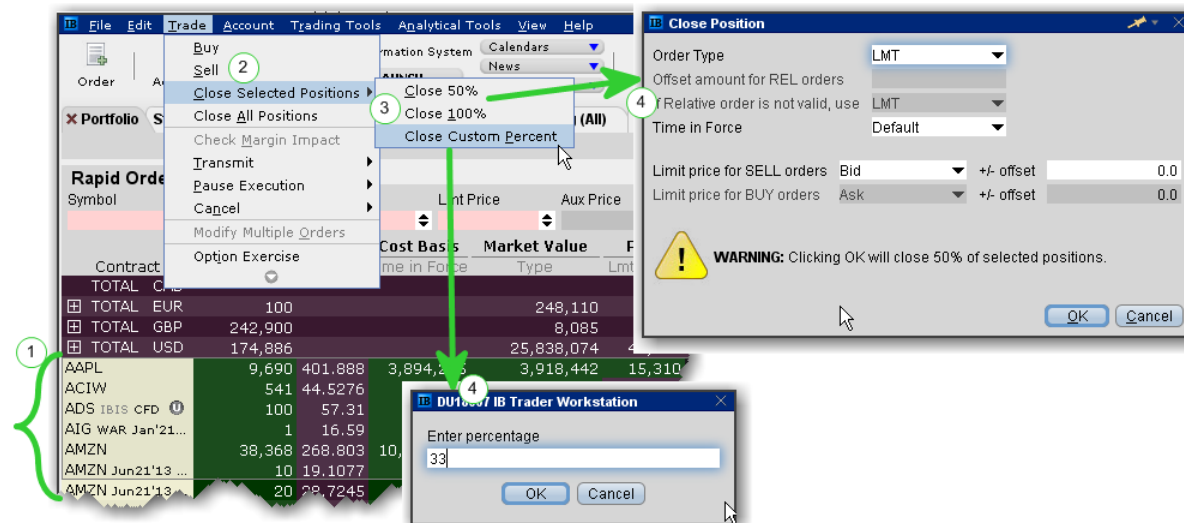 IB File Edit Trade Account Trading Tools Analytical Tools View Help
Order
Buy
Sell
2
Close Selected Positions
Close All Positions
Check Margin Impact
Transmit
Pause Execution
Cancel
Modify Multiple Orders
Option Exercise
rmation System Calendars
News
3
Close 50%
Close 100%
Close Custom Percent
(All)
Portfolio
Rapid Orde
Symbol Lmt Price Aux Price
Cost Basis Market Value F
Contract me in Force Type Lmt
TOTAL
TOTAL EUR 100 248,110
TOTAL GBP 242,900 8,085
TOTAL USD 174,886 25,838,074
1
AAPL 9,690 401.888 3,918,442 15,310
ACIW 541 44.5276
ADS IBIS CFD U 100 57.31
AIG WAR Jan'21... 1 16.59
AMZN 38,368 268.803 10,
AMZN Jun21'13 ... 10 19.1077
AMZN Jun21'13 20 28.7245
IB Close Position
Order Type LMT
Offset amount for REL orders
4
If Relative order is not valid, use LMT
Time in Force Default
Limit price for SELL orders Bid +/- offset 0.0
Limit price for BUY orders Ask +/- offset 0.0
WARNING: Clicking OK will close 50% of selected positions.
OK Cancel
4
IB Trader Workstation
Enter percentage
33
OK Cancel